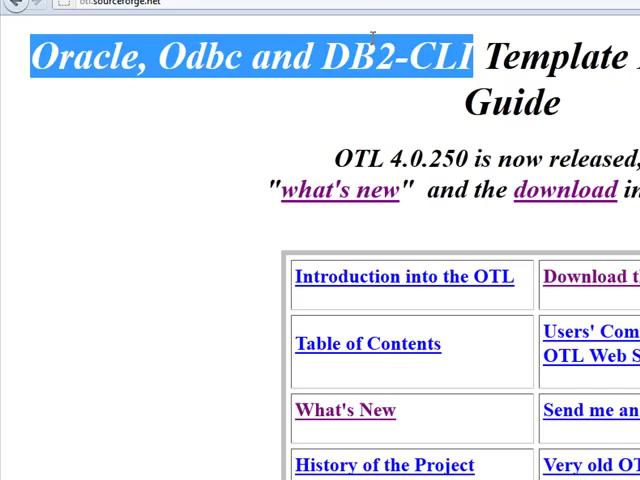 otl.sourceforge.net
Oracle, Odbc and DB2-CLI Template
Guide
OTL 4.0.250 is now released,
"what's new" and the download in
Introduction into the OTL
Download th
Table of Contents
Users' Com
OTL Web S
What's New
Send me an
History of the Project
Very old OT